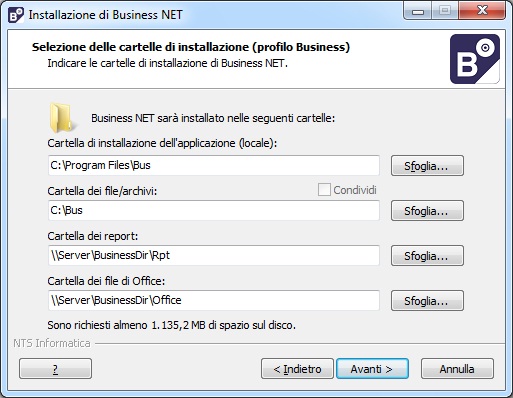 Installazione di Business NET
Selezione delle cartelle di installazione (profilo Business)
Indicare le cartelle di installazione di Business NET.
B
Business NET sarà installato nelle seguenti cartelle:
Cartella di installazione dell'applicazione (locale):
C:\Program Files\Bus Sfoglia...
Cartella dei file/archivi: Condividi
C:\Bus Sfoglia...
Cartella dei report:
\\Server\BusinessDir\Rpt Sfoglia...
Cartella dei file di Office:
\\Server\BusinessDir\Office Sfoglia...
Sono richiesti almeno 1.135,2 MB di spazio sul disco.
NTS Informatica
? < Indietro Avanti > Annulla